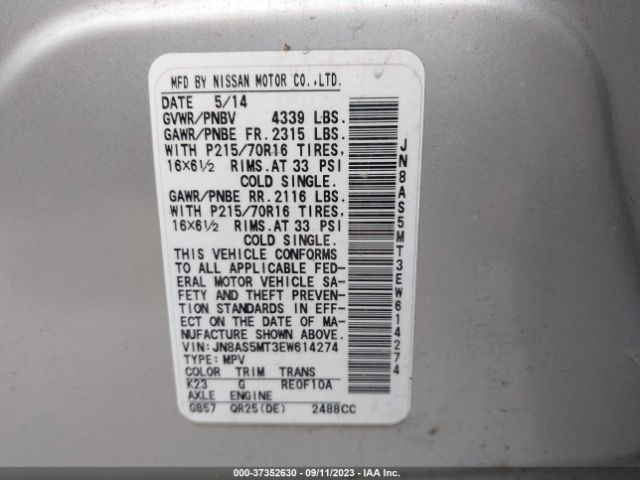 MFD BY NISSAN MOTOR CO.,LTD.
DATE 5/14
GVWR/PNBV 4339 LBS.
GAWR/PNBE FR.2315 LBS.
WITH P215/70R16 TIRES,
16X6½ RIMS.AT 33 PSI
COLD SINGLE.
GAWR/PNBE RR.2116 LBS.
WITH P215/70R16 TIRES,
16X6½ RIMS.AT 33 PSI
COLD SINGLE.
THIS VEHICLE CONFORMS
TO ALL APPLICABLE FED-
ERAL MOTOR VEHICLE SA-
FETY AND THEFT PREVEN-
TION STANDARDS IN EFF-
ECT ON THE DATE OF MA-
NUFACTURE SHOWN ABOVE.
VIN:JN8AS5MT3EW614274
TYPE:MPV
COLOR TRIM TRANS
K23 G RE0F10A
AXLE ENGINE
GB57 QR25(DE) 2488CC
JN8AS5MT3EW614274
000-37352630 - 09/11/2023 - IAA Inc.